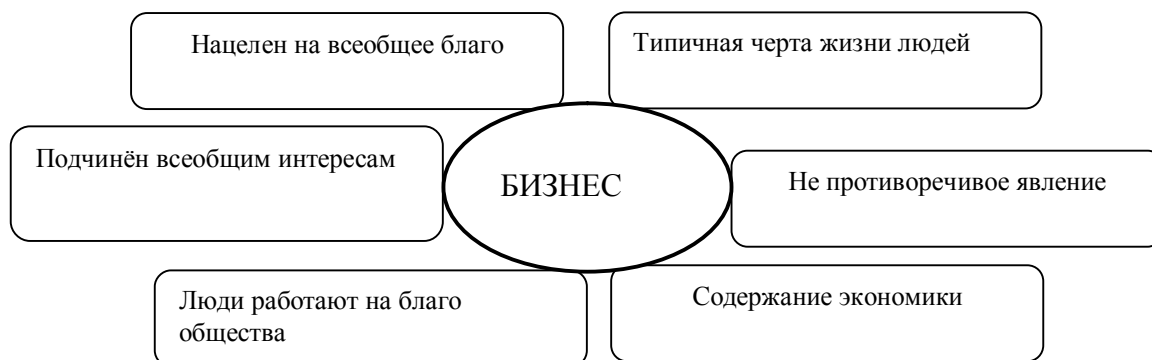 Нацелен на всеобщее благо
Типичная черта жизни людей
Подчинён всеобщим интересам
БИЗНЕС
Не противоречивое явление
Люди работают на благо
общества
Содержание экономики